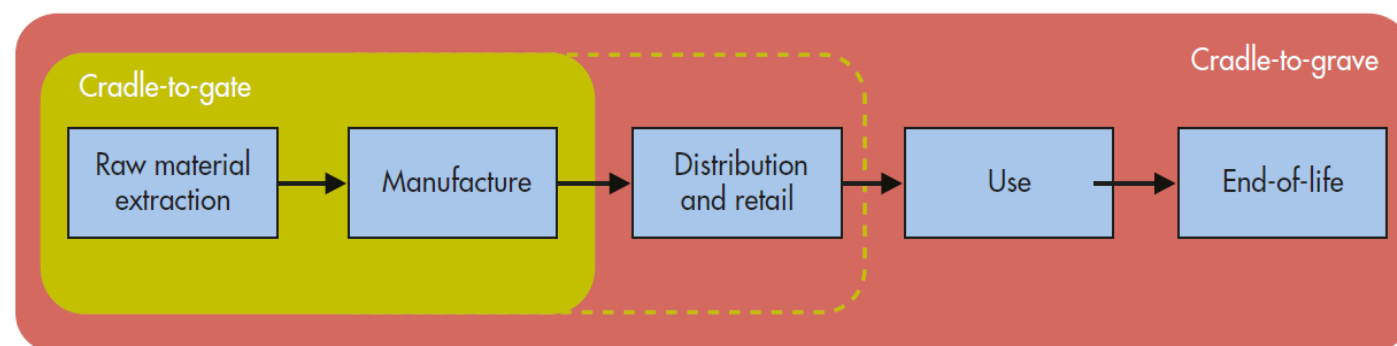 Cradle-to-grave
Cradle-to-gate
Raw material
extraction
Manufacture
Distribution
and retail
Use
End-of-life